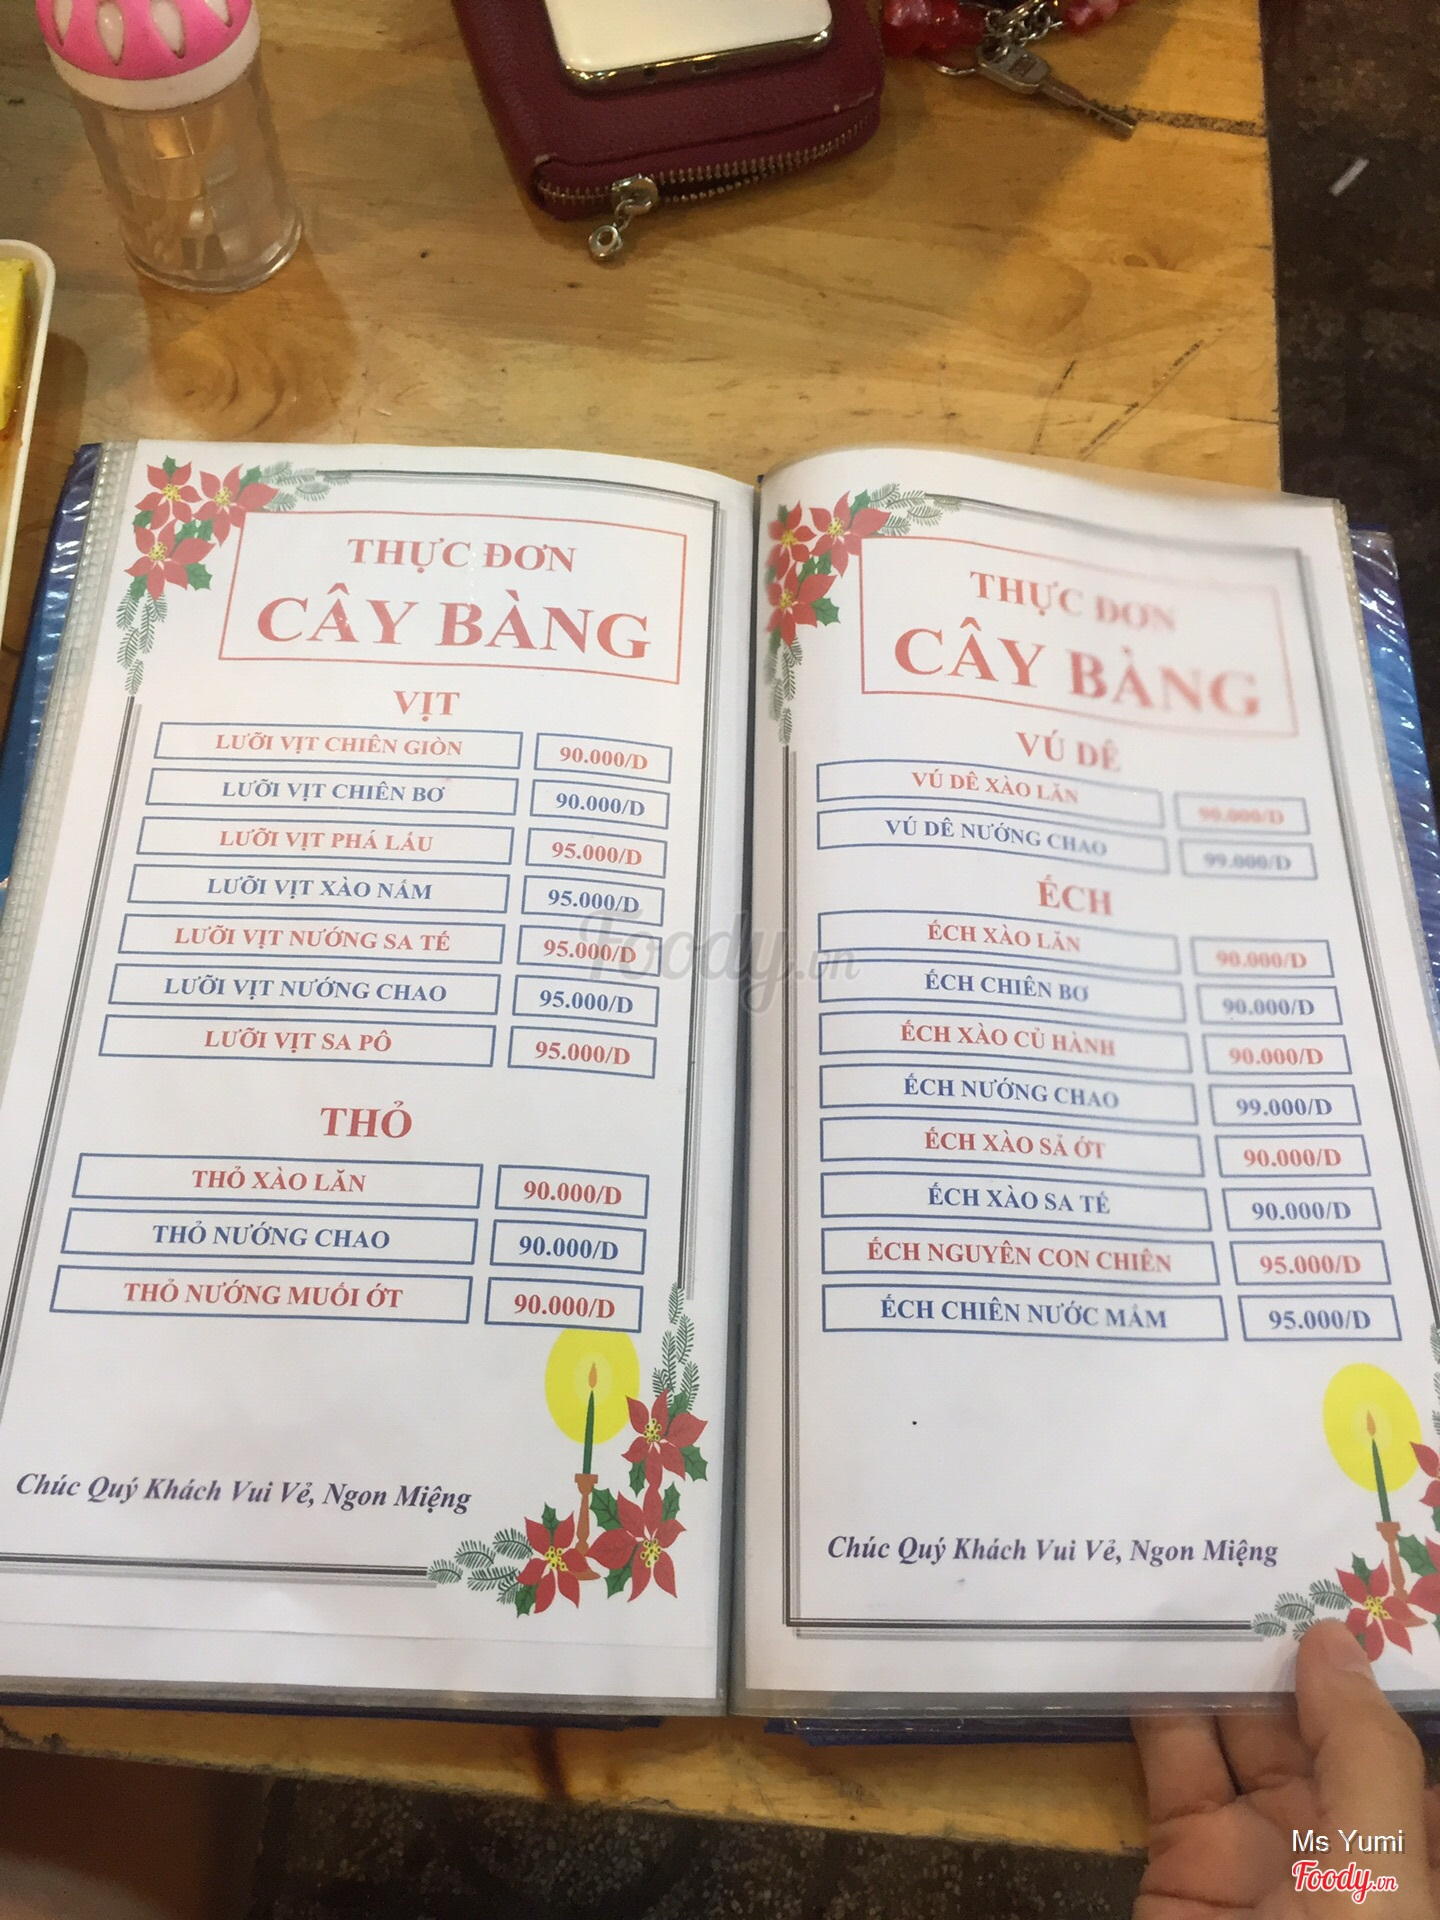 THỰC ĐƠN
CÂY BÀNG
VỊT
LƯỠI VỊT CHIÊN GIÒN 90.000/D
LƯỠI VỊT CHIÊN BƠ 90.000/D
LƯỠI VỊT PHÁ LÁU 95.000/D
LƯỠI VỊT XÀO NẤM 95.000/D
LƯỠI VỊT NƯỚNG SA TẾ 95.000/D
LƯỠI VỊT NƯỚNG CHAO 95.000/D
LƯỠI VỊT SA PÔ 95.000/D
THỎ
THỎ XÀO LĂN 90.000/D
THỎ NƯỚNG CHAO 90.000/D
THỎ NƯỚNG MUỐI ỚT 90.000/D
Chúc Quý Khách Vui Vẻ, Ngon Miệng
THỰC ĐƠN
CÂY BÀNG
VÚ DÊ
VÚ DÊ XÀO LĂN 90.000/D
VÚ DÊ NƯỚNG CHAO 99.000/D
ẾCH
ẾCH XÀO LĂN 90.000/D
ẾCH CHIÊN BƠ 90.000/D
ẾCH XÀO CỦ HÀNH 90.000/D
ẾCH NƯỚNG CHAO 99.000/D
ẾCH XÀO SẢ ỚT 90.000/D
ẾCH XÀO SA TẾ 90.000/D
ẾCH NGUYÊN CON CHIÊN 95.000/D
ẾCH CHIÊN NƯỚC MẮM 95.000/D
Chúc Quý Khách Vui Vẻ, Ngon Miệng
Foody.vn
Ms Yumi
Foody.vn